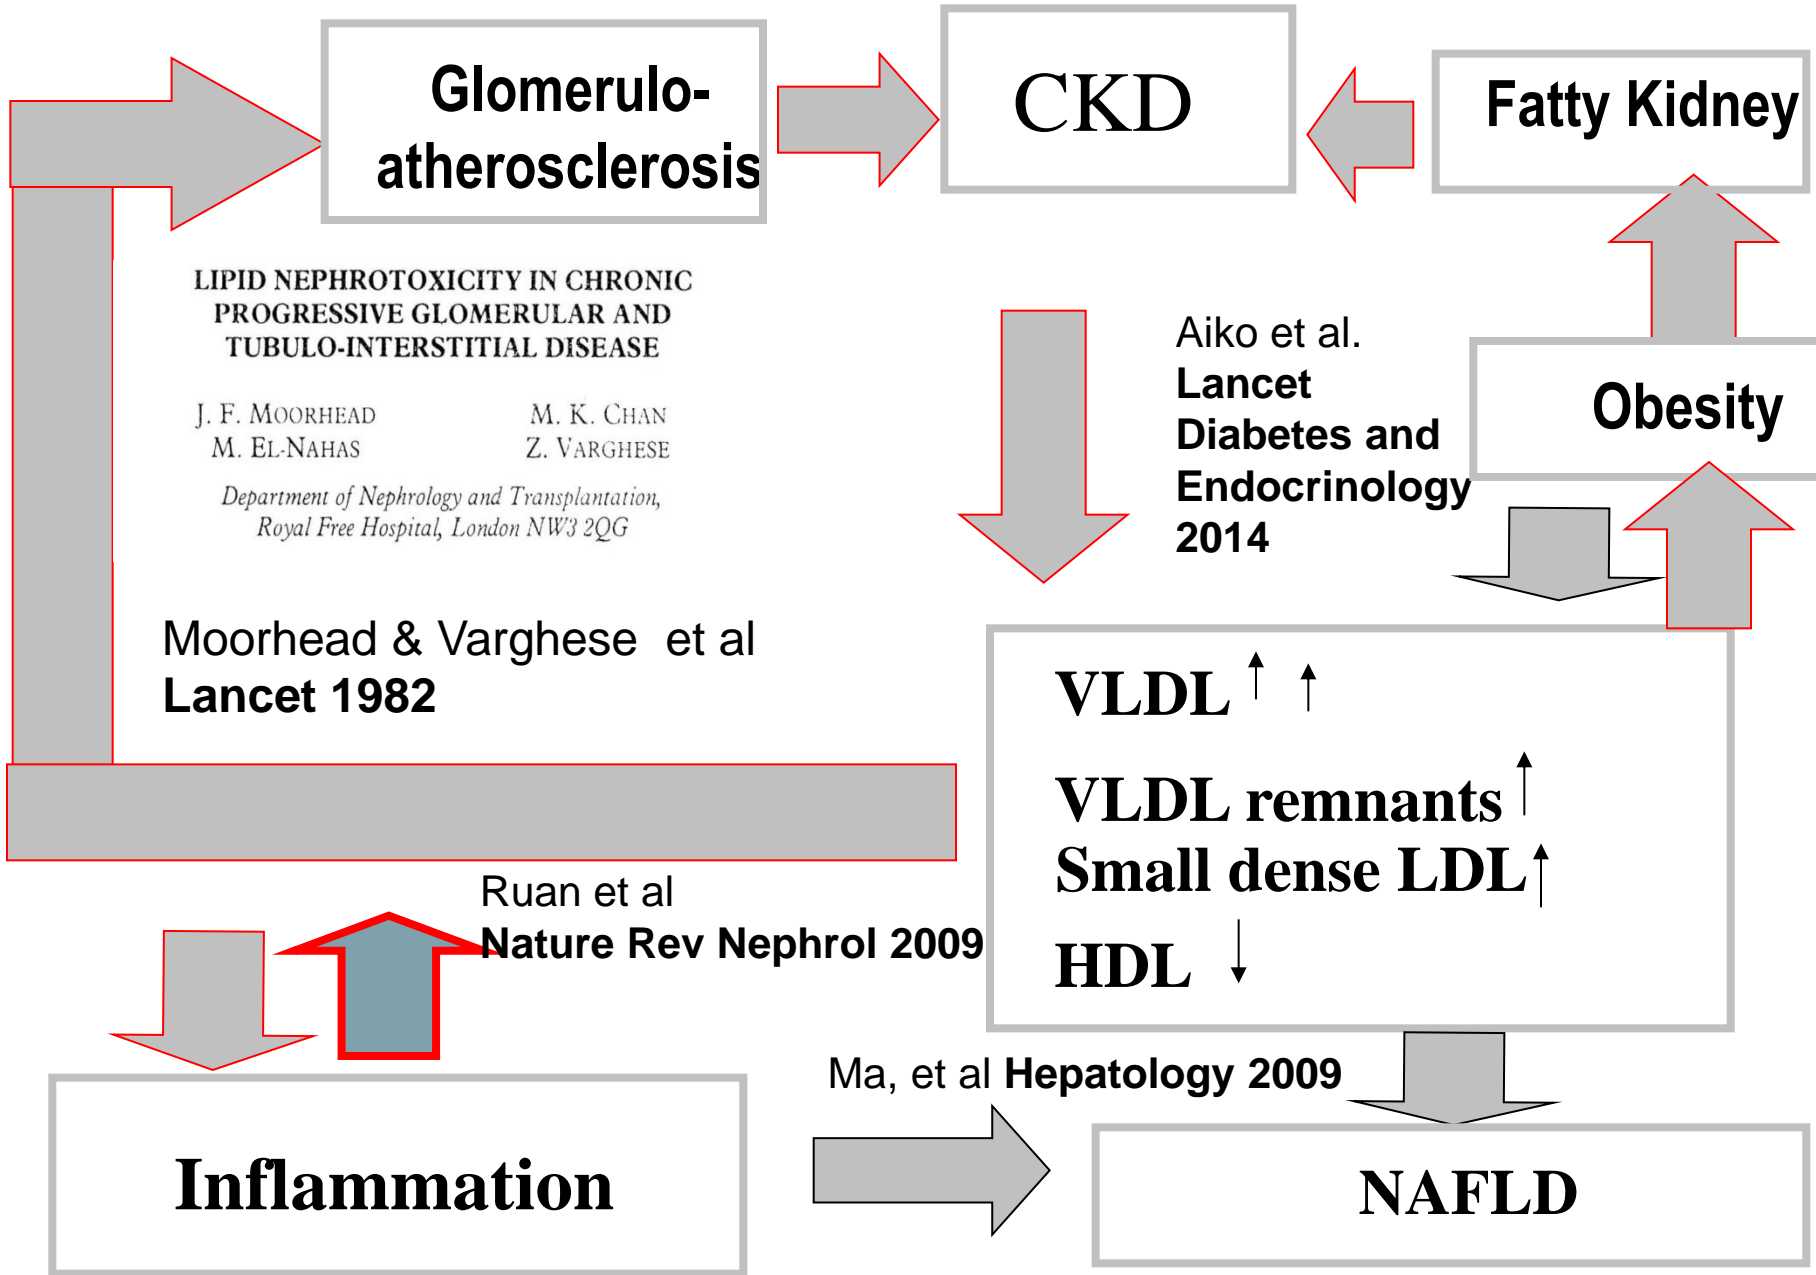 Glomerulo-
atherosclerosis
CKD
Fatty Kidney
LIPID NEPHROTOXICITY IN CHRONIC
PROGRESSIVE GLOMERULAR AND
TUBULO-INTERSTITIAL DISEASE
J. F. MOORHEAD M. K. CHAN
M. EL-NAHAS Z. VARGHESE
Department of Nephrology and Transplantation,
Royal Free Hospital, London NW3 2QG
Moorhead & Varghese et al
Lancet 1982
Aiko et al.
Lancet
Diabetes and
Endocrinology
2014
Obesity
VLDL ↑ ↑
VLDL remnants ↑
Small dense LDL ↑
HDL ↓
Ruan et al
Nature Rev Nephrol 2009
Ma, et al Hepatology 2009
Inflammation
NAFLD